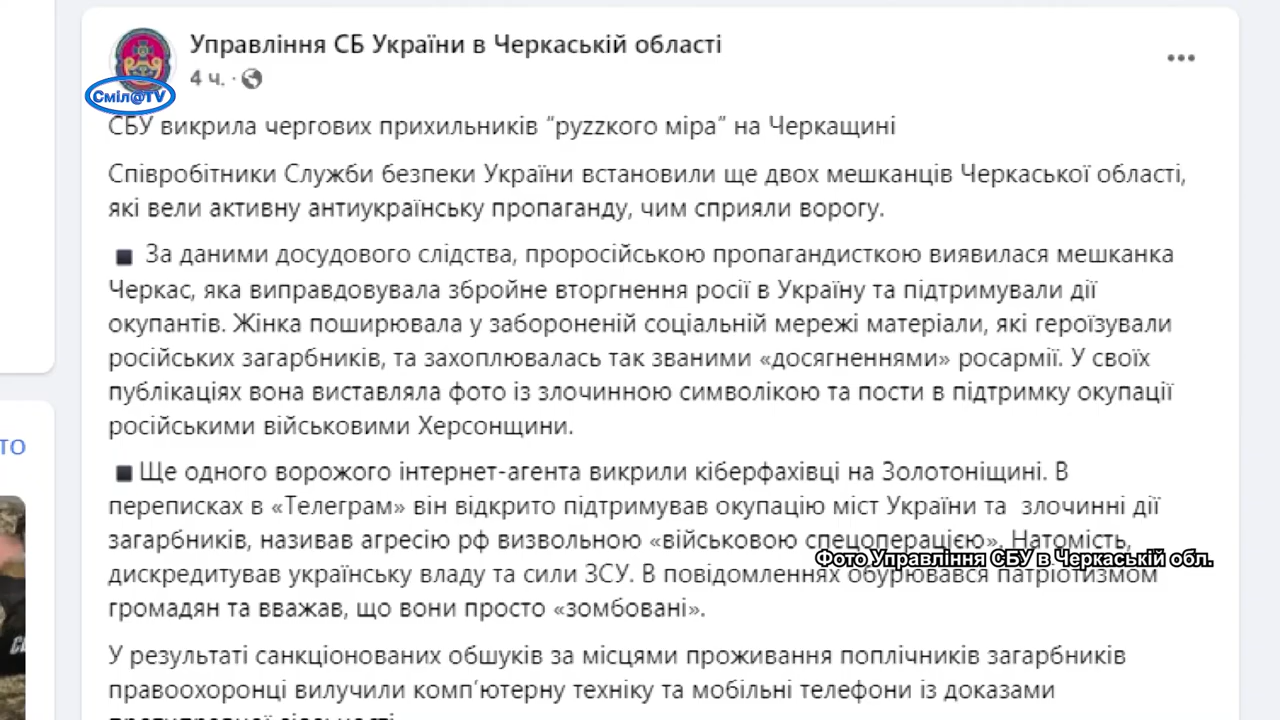 Управління СБ України в Черкаській області
4 ч. ·
Сміл@TV
СБУ викрила чергових прихильників “руzzкого міра” на Черкащині
Співробітники Служби безпеки України встановили ще двох мешканців Черкаської області,
які вели активну антиукраїнську пропаганду, чим сприяли ворогу.
За даними досудового слідства, проросійською пропагандисткою виявилася мешканка
Черкас, яка виправдовувала збройне вторгнення росії в Україну та підтримували дії
окупантів. Жінка поширювала у забороненій соціальній мережі матеріали, які героїзували
російських загарбників, та захоплювалась так званими «досягненнями» росармії. У своїх
публікаціях вона виставляла фото із злочинною символікою та пости в підтримку окупації
російськими військовими Херсонщини.
ТО
Ще одного ворожого інтернет-агента викрили кіберфахівці на Золотоніщині. В
переписках в «Телеграм» він відкрито підтримував окупацію міст України та злочинні дії
загарбників, називав агресію рф визвольною «військовою спецоперацією». Натомість,
Фото Управління СБУ в Черкаській обл.
дискредитував українську владу та сили ЗСУ. В повідомленнях обурювався патріотизмом
громадян та вважав, що вони просто «зомбовані».
У результаті санкціонованих обшуків за місцями проживання поплічників загарбників
правоохоронці вилучили комп’ютерну техніку та мобільні телефони із доказами